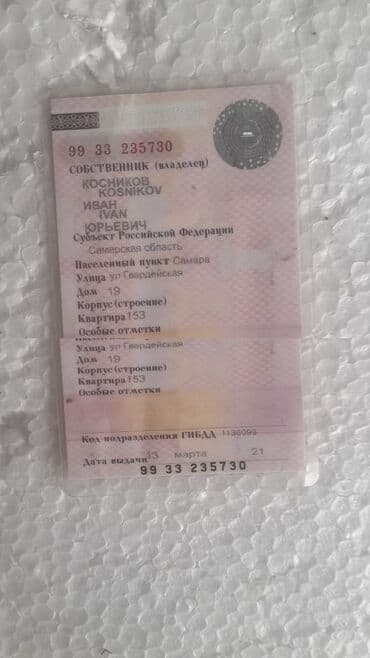 99 33 235730
СОБСТВЕННИК (владелец)
КОСНИКОВ
KOSNIKOV
ИВАН
IVAN
ЮРЬЕВИЧ
Субъект Российской Федерации
Самарская область
Населенный пункт Самара
Улица ул Гвардейская
Дом 19
Корпус (строение)
Квартира 153
Особые отметки
Улица ул Гвардейская
Дом 19
Корпус (строение)
Квартира 153
Особые отметки
Код подразделения ГИБДД 1136099
Дата выдачи 13 марта 21
99 33 235730